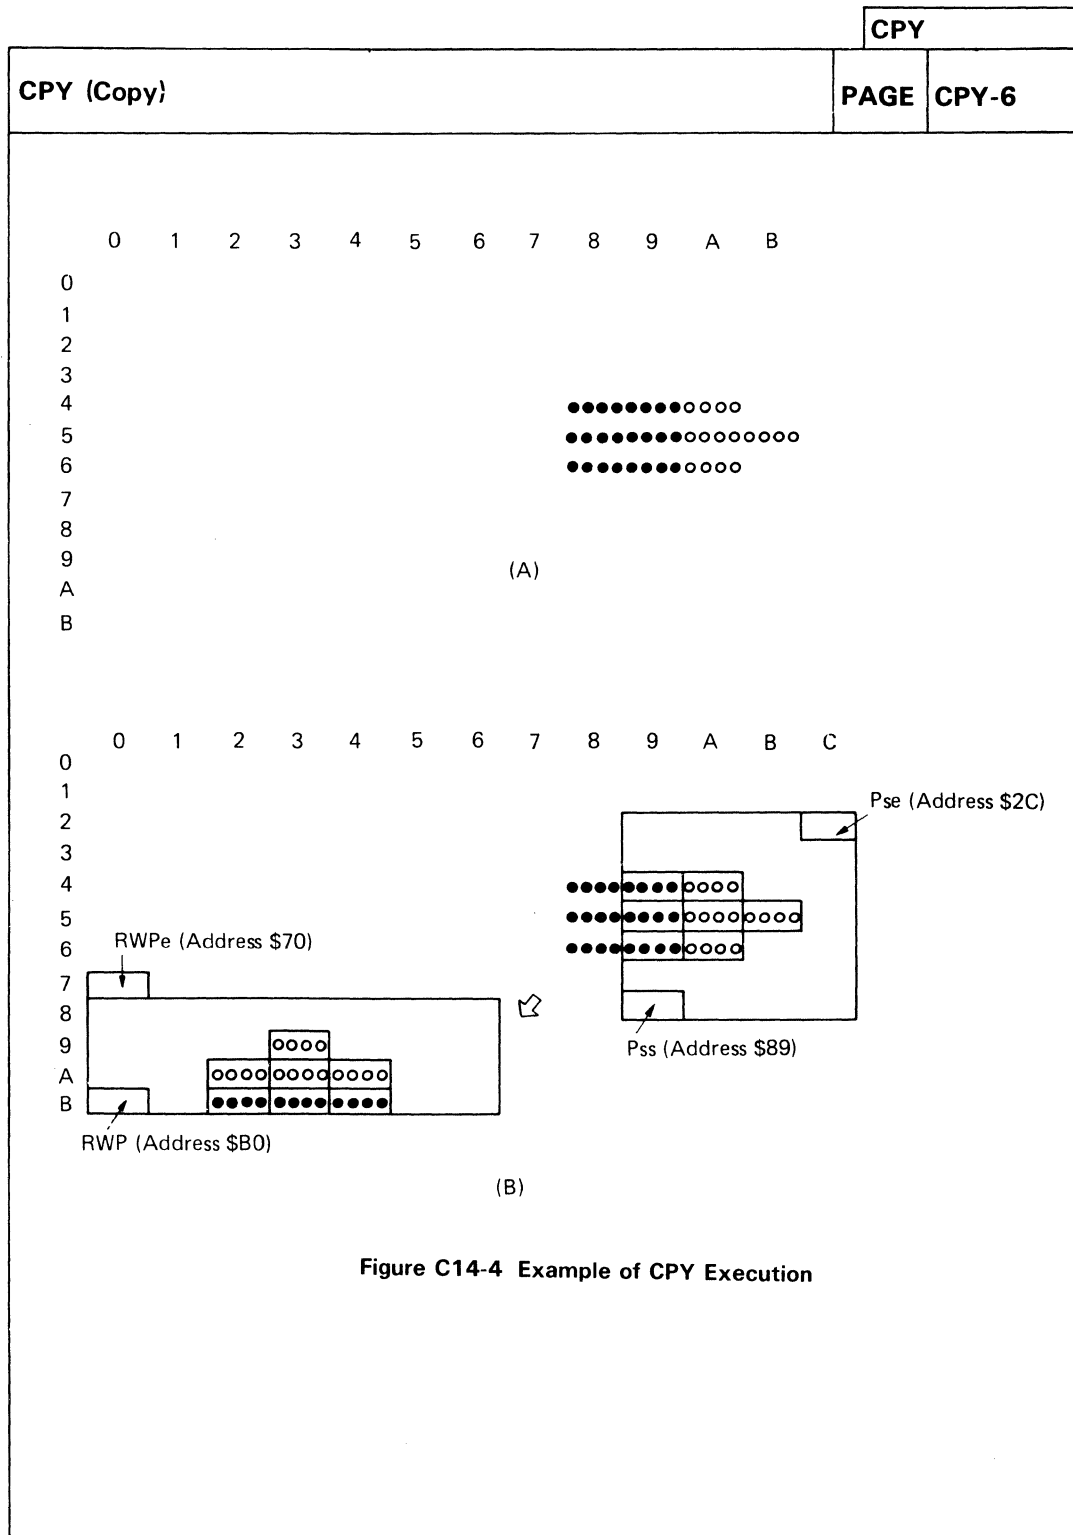 CPY
CPY (Copy)
PAGE CPY-6
0 1 2 3 4 5 6 7 8 9 A B
0
1
2
3
4
5
6
7
8
9
A
B
(A)
0 1 2 3 4 5 6 7 8 9 A B C
0
1
2
3
4
5
6
7
8
9
A
B
Pse (Address $2C)
RWPe (Address $70)
Pss (Address $89)
RWP (Address $B0)
(B)
Figure C14-4 Example of CPY Execution